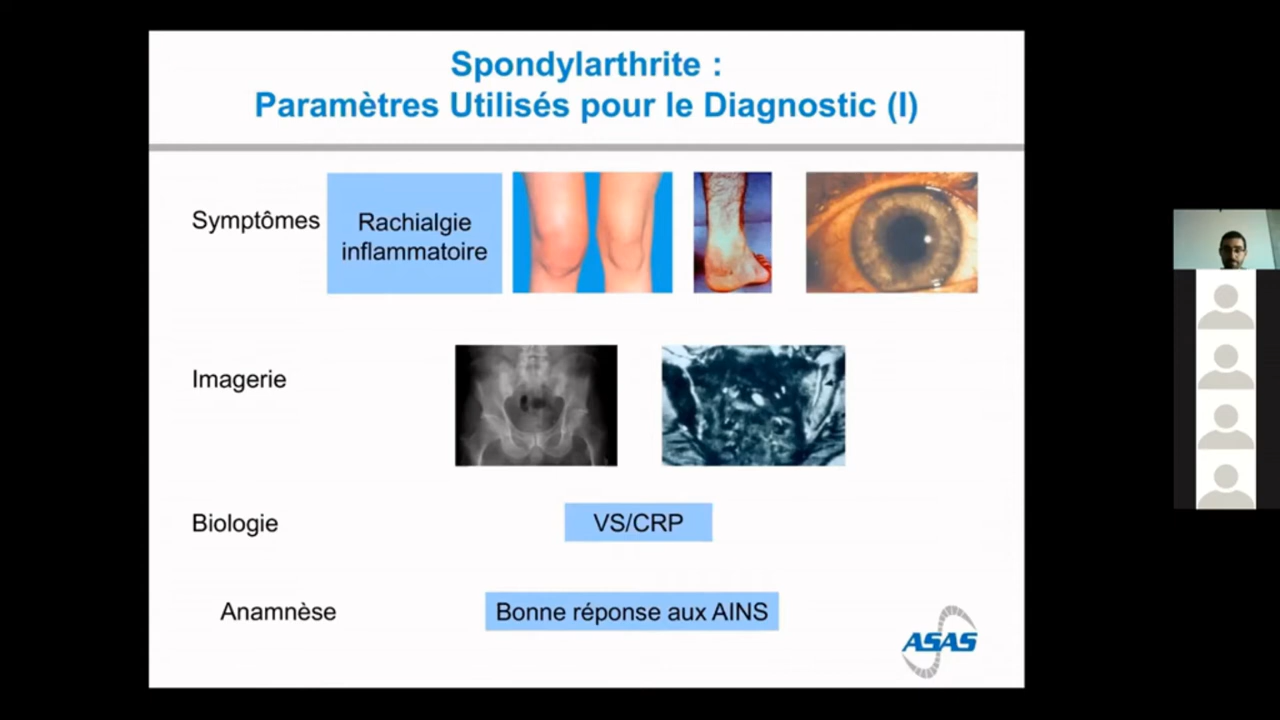 Spondylarthrite :
Paramètres Utilisés pour le Diagnostic (I)
Symptômes
Rachialgie
inflammatoire
Imagerie
Biologie
VS/CRP
Anamnèse
Bonne réponse aux AINS
ASAS